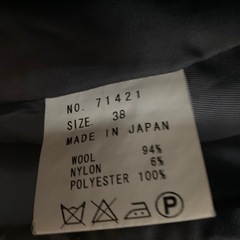 NO. 71421
SIZE. 38
MADE IN JAPAN
WOOL 94%
NYLON 6%
POLYESTER 100%
P